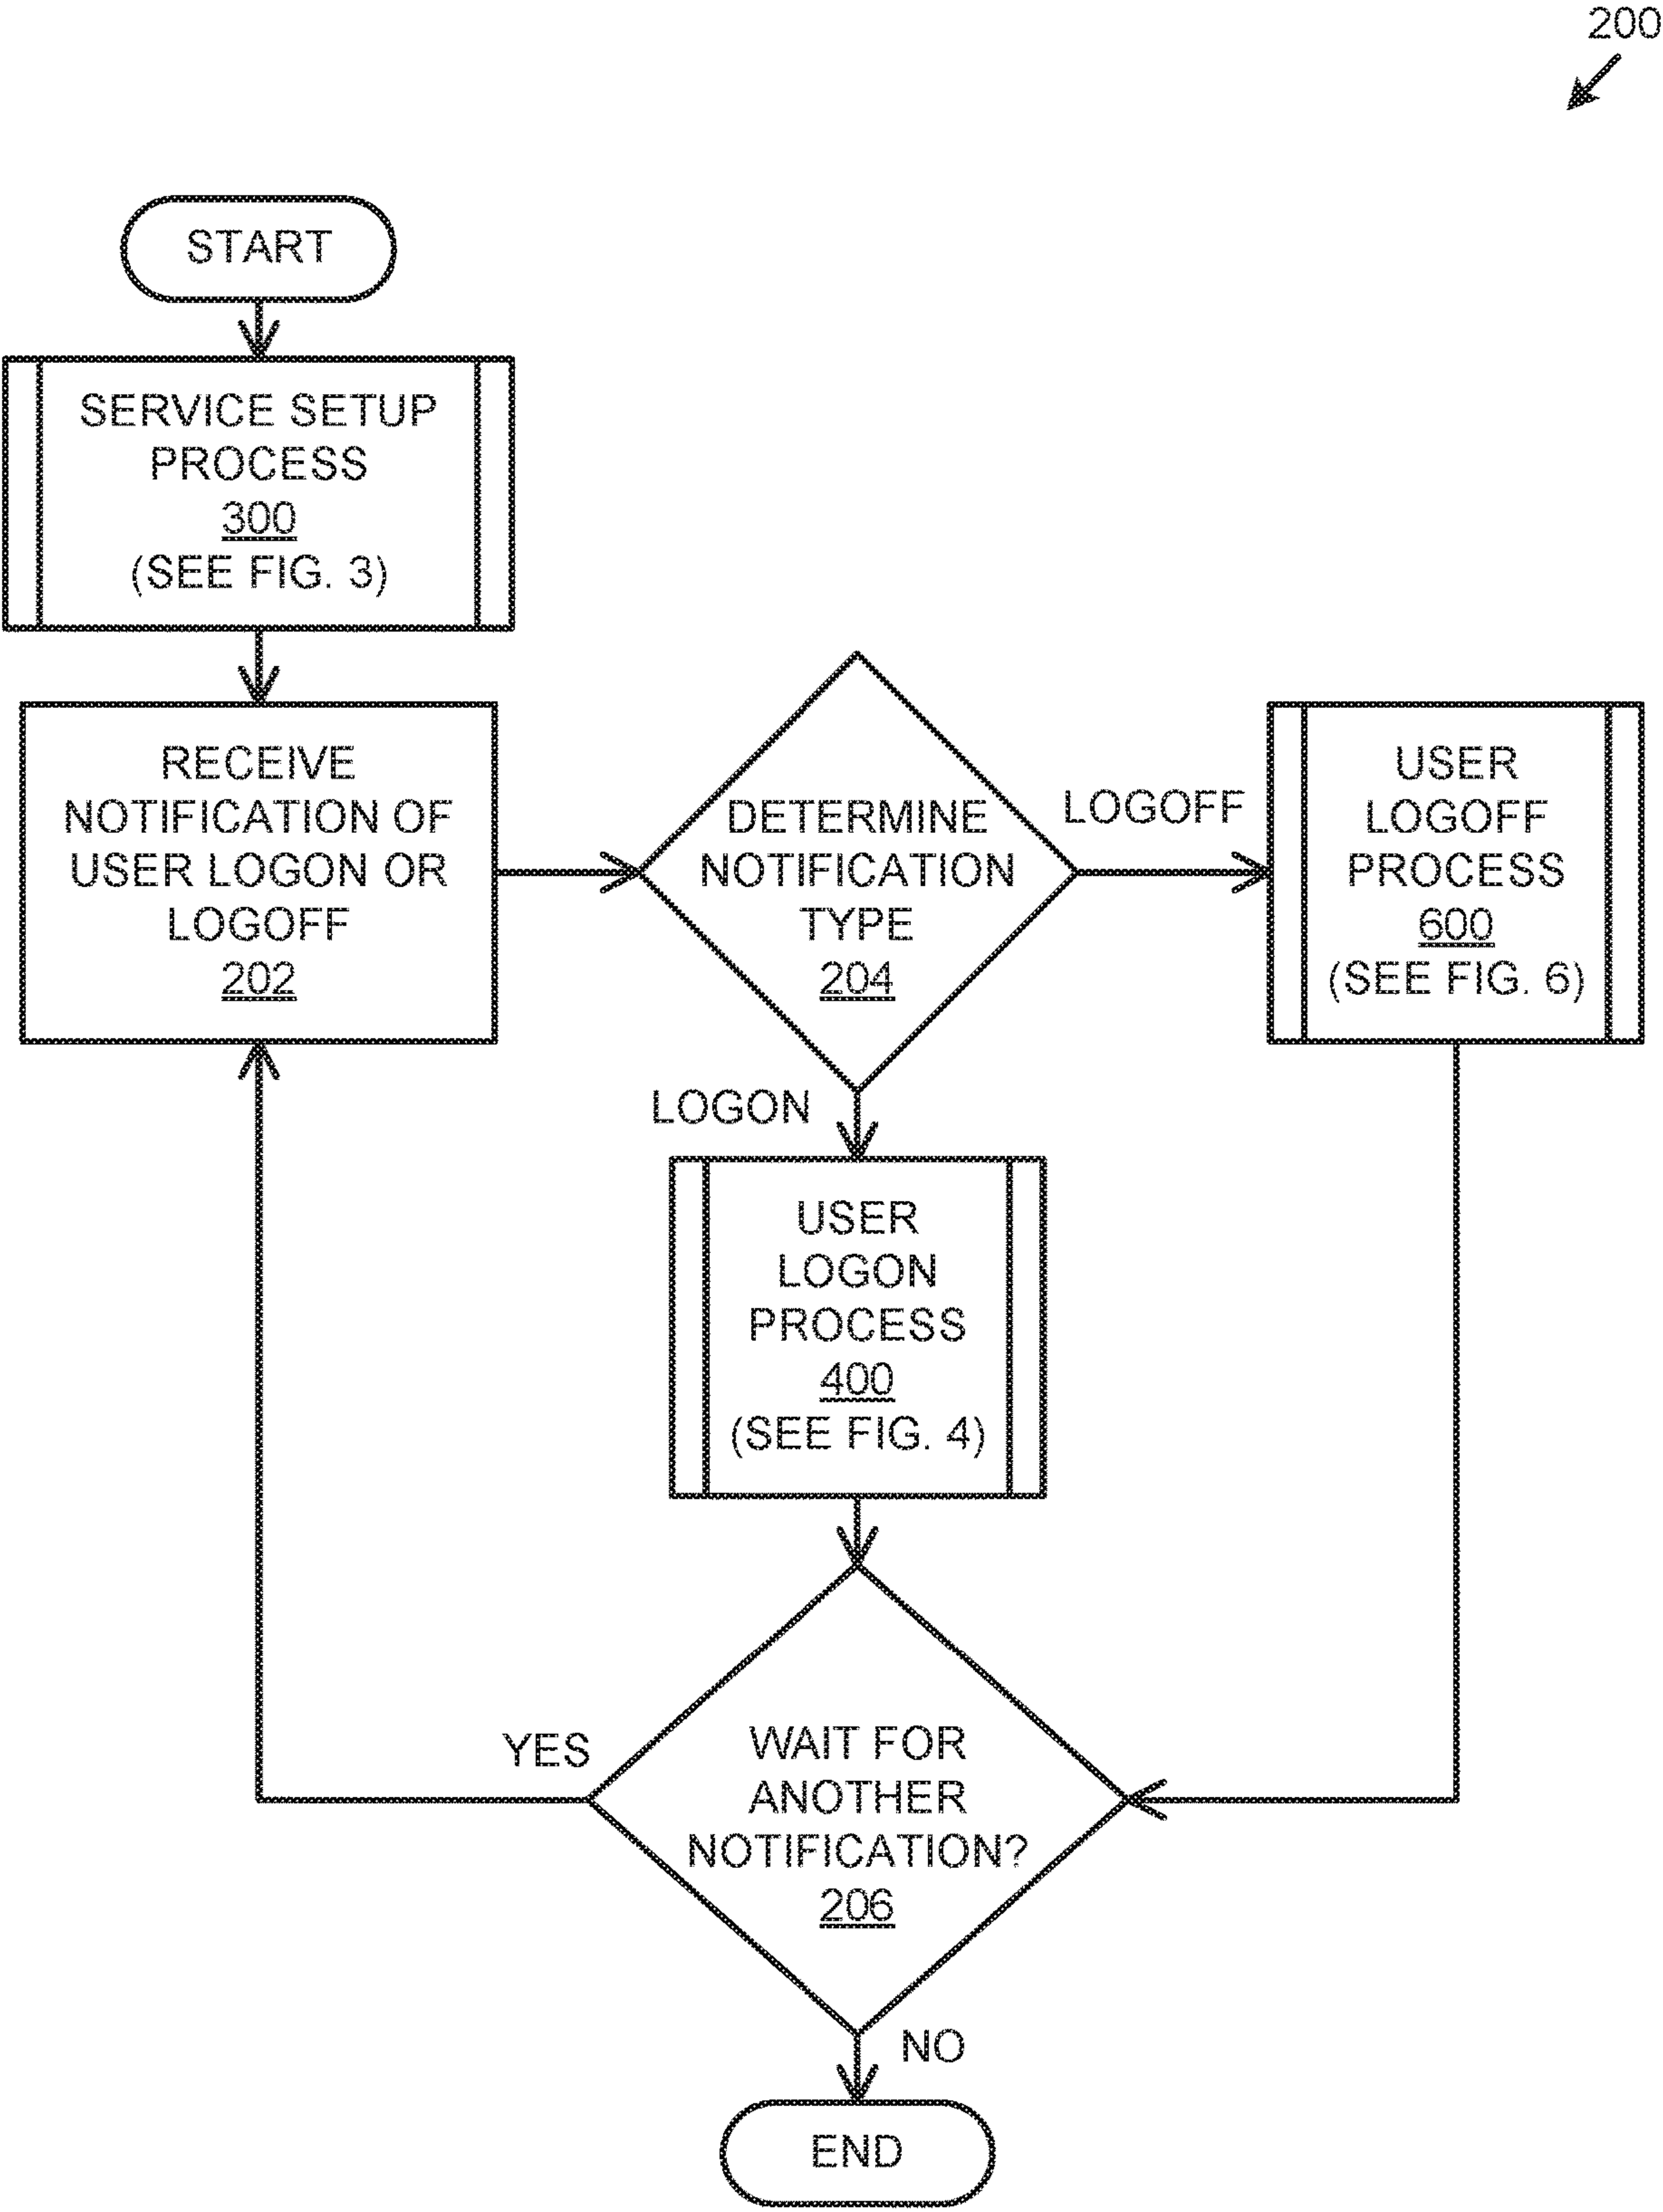 200
START
SERVICE SETUP
PROCESS
300
(SEE FIG. 3)
RECEIVE
NOTIFICATION OF
USER LOGON OR
LOGOFF
202
DETERMINE
NOTIFICATION
TYPE
204
LOGOFF
USER
LOGOFF
PROCESS
600
(SEE FIG. 6)
LOGON
USER
LOGON
PROCESS
400
(SEE FIG. 4)
YES
WAIT FOR
ANOTHER
NOTIFICATION?
206
NO
END